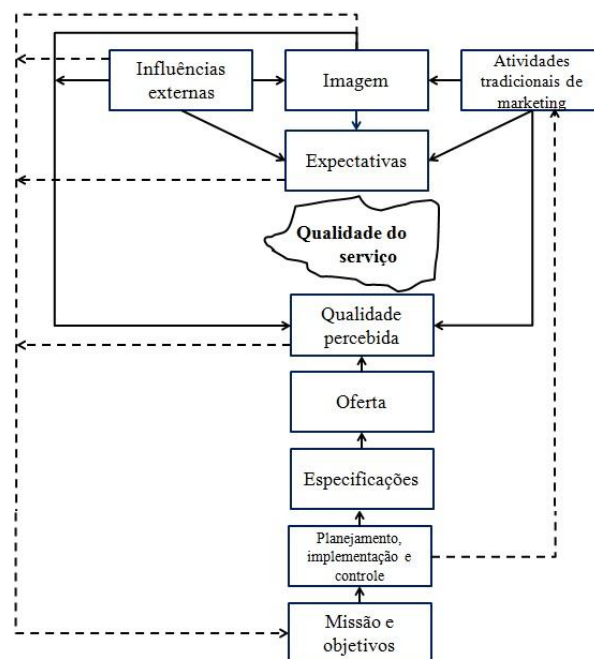 Influências
externas
Imagem
Atividades
tradicionais de
marketing
Expectativas
Qualidade do
serviço
Qualidade
percebida
Oferta
Especificações
Planejamento,
implementação e
controle
Missão e
objetivos